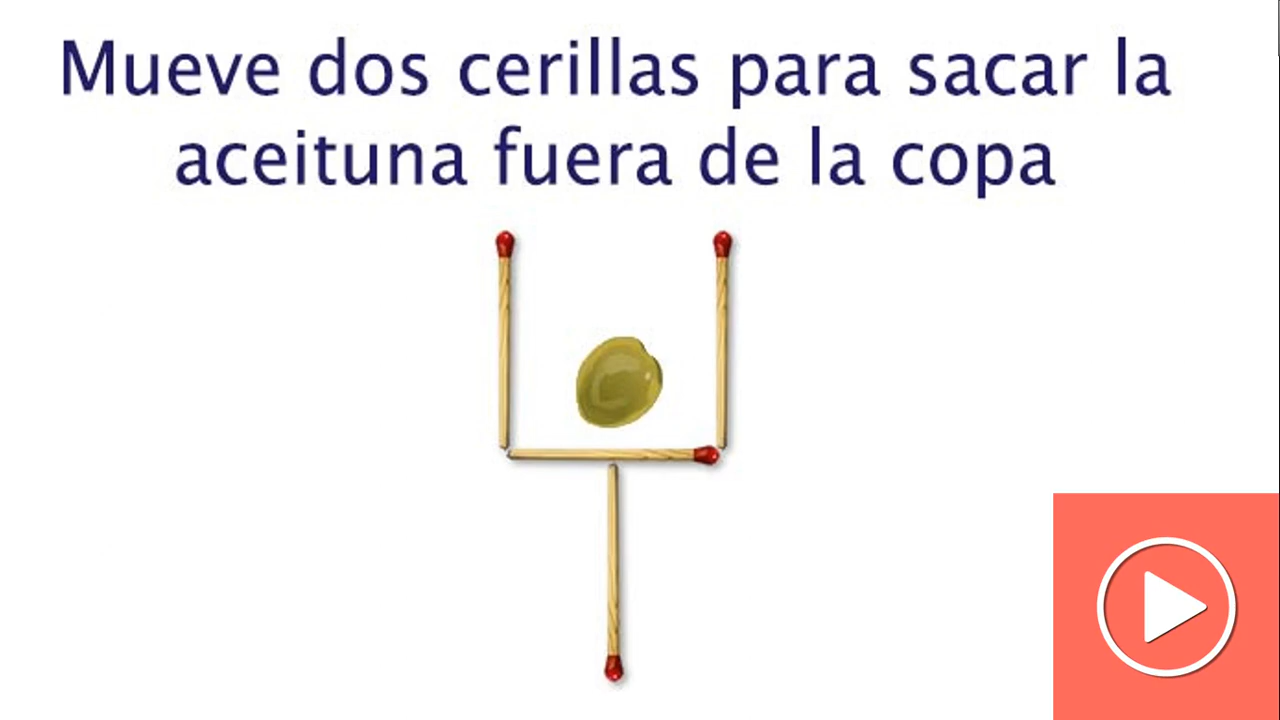 Mueve dos cerillas para sacar la
aceituna fuera de la copa